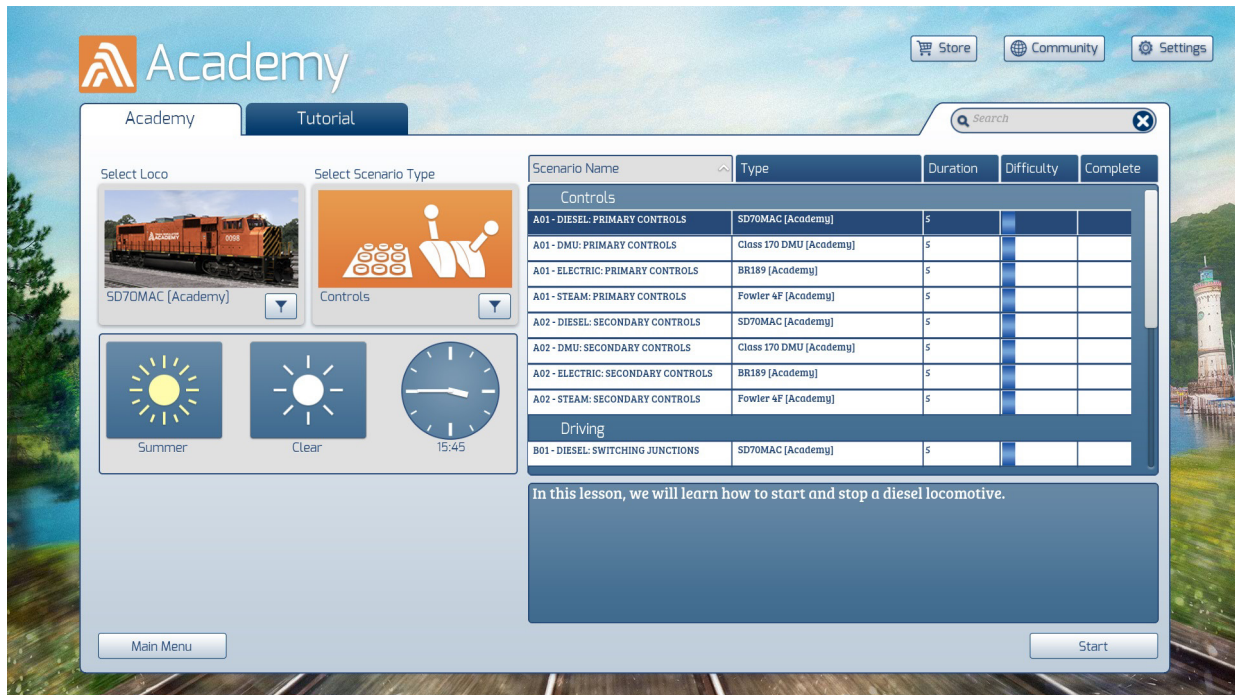 Academy
Store
Community
Settings
Academy
Tutorial
Search
Select Loco
Select Scenario Type
ACADEMY
0098
SD70MAC [Academy]
Controls
Summer
Clear
15:45
Scenario Name Type Duration Difficulty Complete
Controls
A01 - DIESEL: PRIMARY CONTROLS SD70MAC [Academy] 5
A01 - DMU: PRIMARY CONTROLS Class 170 DMU [Academy] 5
A01 - ELECTRIC: PRIMARY CONTROLS BR189 [Academy] 5
A01 - STEAM: PRIMARY CONTROLS Fowler 4F [Academy] 5
A02 - DIESEL: SECONDARY CONTROLS SD70MAC [Academy] 5
A02 - DMU: SECONDARY CONTROLS Class 170 DMU [Academy] 5
A02 - ELECTRIC: SECONDARY CONTROLS BR189 [Academy] 5
A02 - STEAM: SECONDARY CONTROLS Fowler 4F [Academy] 5
Driving
B01 - DIESEL: SWITCHING JUNCTIONS SD70MAC [Academy] 5
In this lesson, we will learn how to start and stop a diesel locomotive.
Main Menu
Start